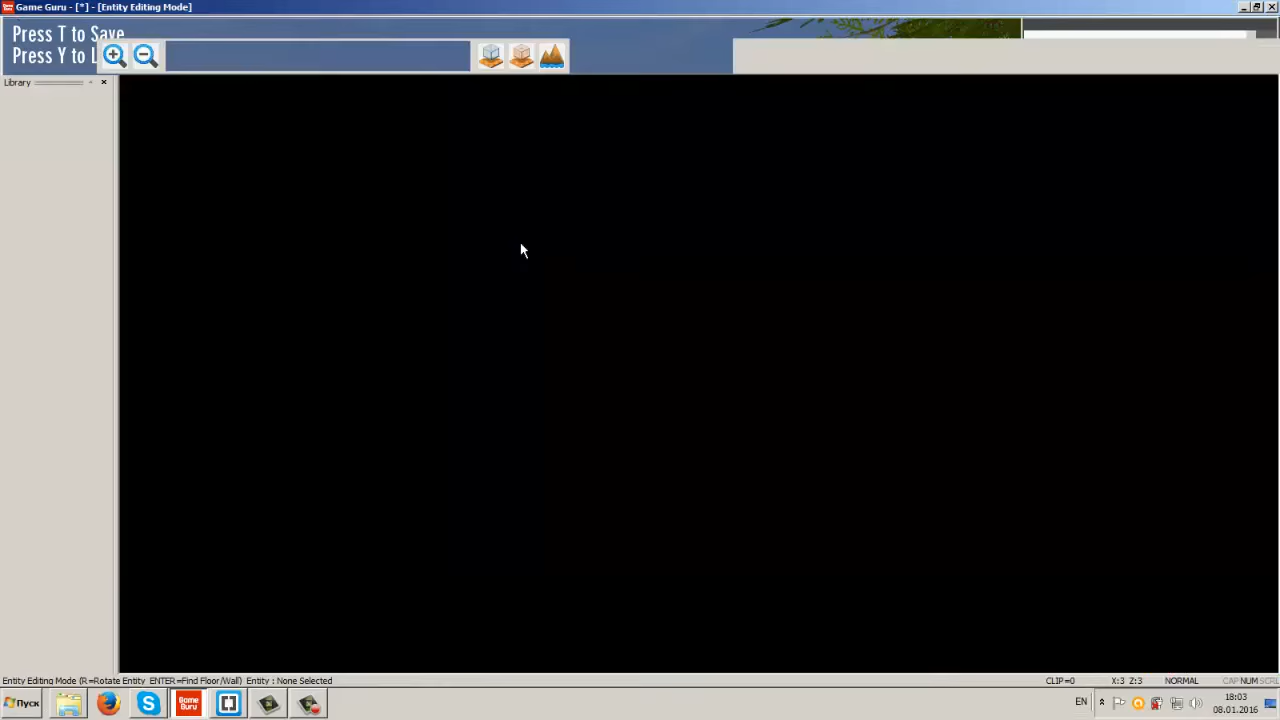 Game Guru - [*] - [Entity Editing Mode]
Press T to Save
Press Y to L
Library
Entity Editing Mode (R=Rotate Entity ENTER=Find Floor/Wall) Entity : None Selected
CLIP=0 X:3 Z:3 NORMAL CAP NUM SCRL
Пуск
Game Guru
EN
18:03
08.01.2016